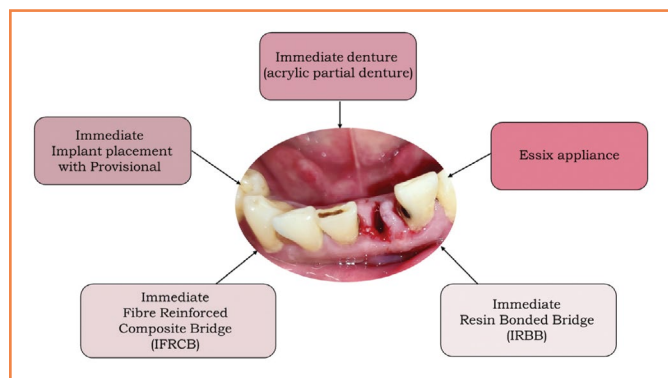 Immediate denture
(acrylic partial denture)
Immediate
Implant placement
with Provisional
Essix appliance
Immediate
Fibre Reinforced
Composite Bridge
(IFRCB)
Immediate
Resin Bonded Bridge
(IRBB)